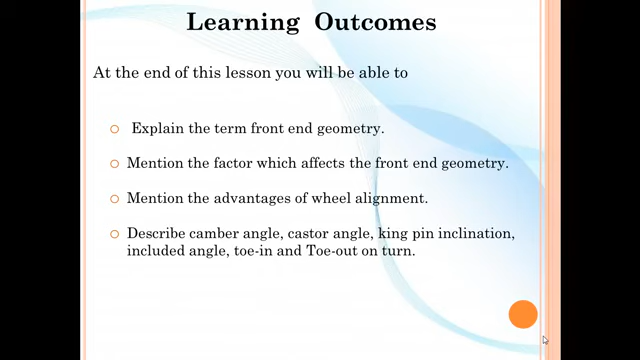 Learning Outcomes
At the end of this lesson you will be able to
Explain the term front end geometry.
Mention the factor which affects the front end geometry.
Mention the advantages of wheel alignment.
Describe camber angle, castor angle, king pin inclination,
included angle, toe-in and Toe-out on turn.